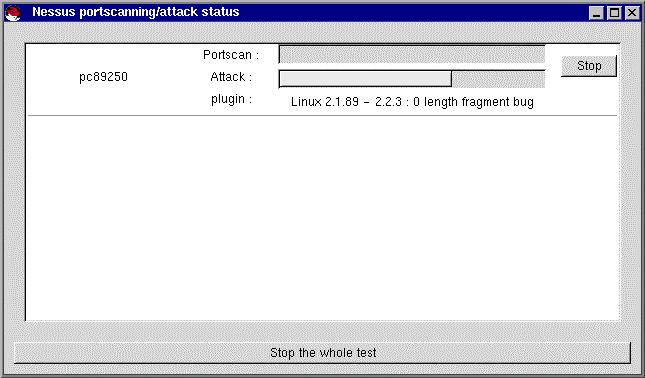 Nessus portscanning/attack status
Portscan :
pc89250
Attack :
Stop
plugin :
Linux 2.1.89 - 2.2.3 : 0 length fragment bug
Stop the whole test